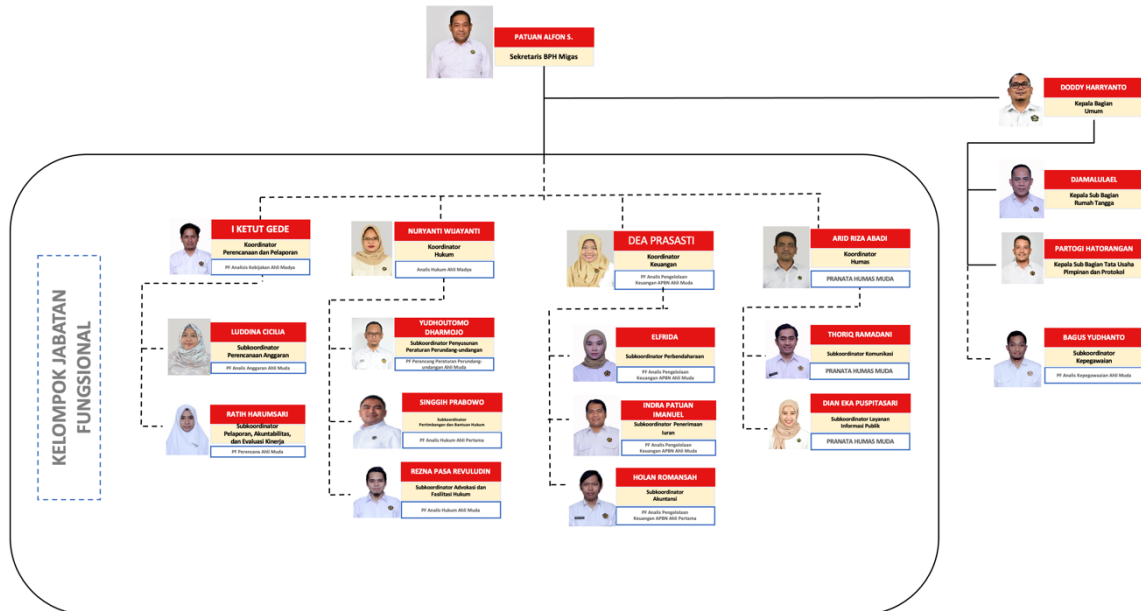 PATUAN ALFON S.
Sekretaris BPH Migas
DODDY HARRYANTO
Kepala Bagian
Umum
DJAMALULAEL
Kepala Sub Bagian
Rumah Tangga
PARTOGI HATORANGAN
Kepala Sub Bagian Tata Usaha
Pimpinan dan Protokol
BAGUS YUDHANTO
Subkoordinator
Kepegawaian
PF Analis Kepegawaian Ahli Muda
KELOMPOK JABATAN
FUNGSIONAL
I KETUT GEDE
Koordinator
Perencanaan dan Pelaporan
PF Analisis Kebijakan Ahli Madya
LUDDINA CICILIA
Subkoordinator
Perencanaan Anggaran
PF Analis Anggaran Ahli Muda
RATIH HARUMSARI
Subkoordinator
Pelaporan, Akuntabilitas,
dan Evaluasi Kinerja
PF Perencana Ahli Muda
NURYANTI WIJAYANTI
Koordinator
Hukum
Analis Hukum Ahli Madya
YUDHOUTOMO
DHARMOJO
Subkoordinator Penyusunan
Peraturan Perundang-undangan
PF Perancang Peraturan Perundang-
undangan Ahli Muda
SINGGIH PRABOWO
Subkoordinator
Pertimbangan dan Bantuan Hukum
PF Analis Hukum Ahli Pertama
REZNA PASA REVULUDIN
Subkoordinator Advokasi dan
Fasilitasi Hukum
PF Analis Hukum Ahli Muda
DEA PRASASTI
Koordinator
Keuangan
PF Analis Pengelolaan
Keuangan APBN Ahli Muda
ELFRIDA
Subkoordinator Perbendaharaan
PF Analis Pengelolaan
Keuangan APBN Ahli Muda
INDRA PATUAN
IMANUEL
Subkoordinator Penerimaan
Iuran
PF Analis Pengelolaan
Keuangan APBN Ahli Muda
HOLAN ROMANSAH
Subkoordinator
Akuntansi
PF Analis Pengelolaan
Keuangan APBN Ahli Pertama
ARID RIZA ABADI
Koordinator
Humas
PRANATA HUMAS MUDA
THORIQ RAMADANI
Subkoordinator Komunikasi
PRANATA HUMAS MUDA
DIAN EKA PUSPITASARI
Subkoordinator Layanan
Informasi Publik
PRANATA HUMAS MUDA